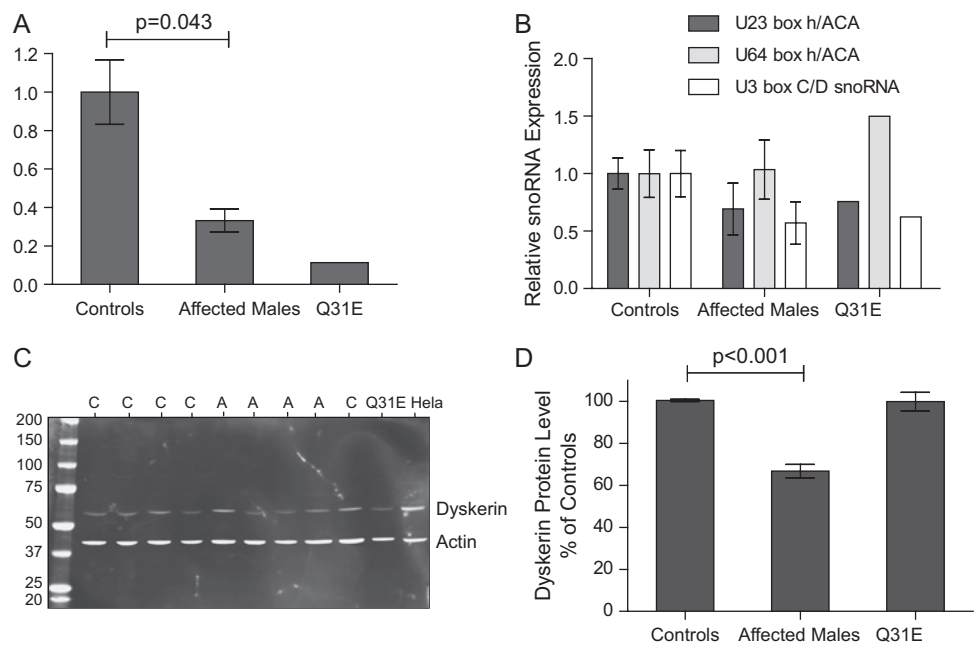 A
p=0.043
1.2
1.0
0.8
0.6
0.4
0.2
0.0
Controls Affected Males Q31E
B
U23 box h/ACA
U64 box h/ACA
U3 box C/D snoRNA
Relative snoRNA Expression
2.0
1.5
1.0
0.5
0.0
Controls Affected Males Q31E
C
C C C C A A A A C Q31E Hela
200
150
100
75
50
37
25
20
Dyskerin
Actin
D
p<0.001
Dyskerin Protein Level
% of Controls
100
80
60
40
20
0
Controls Affected Males Q31E